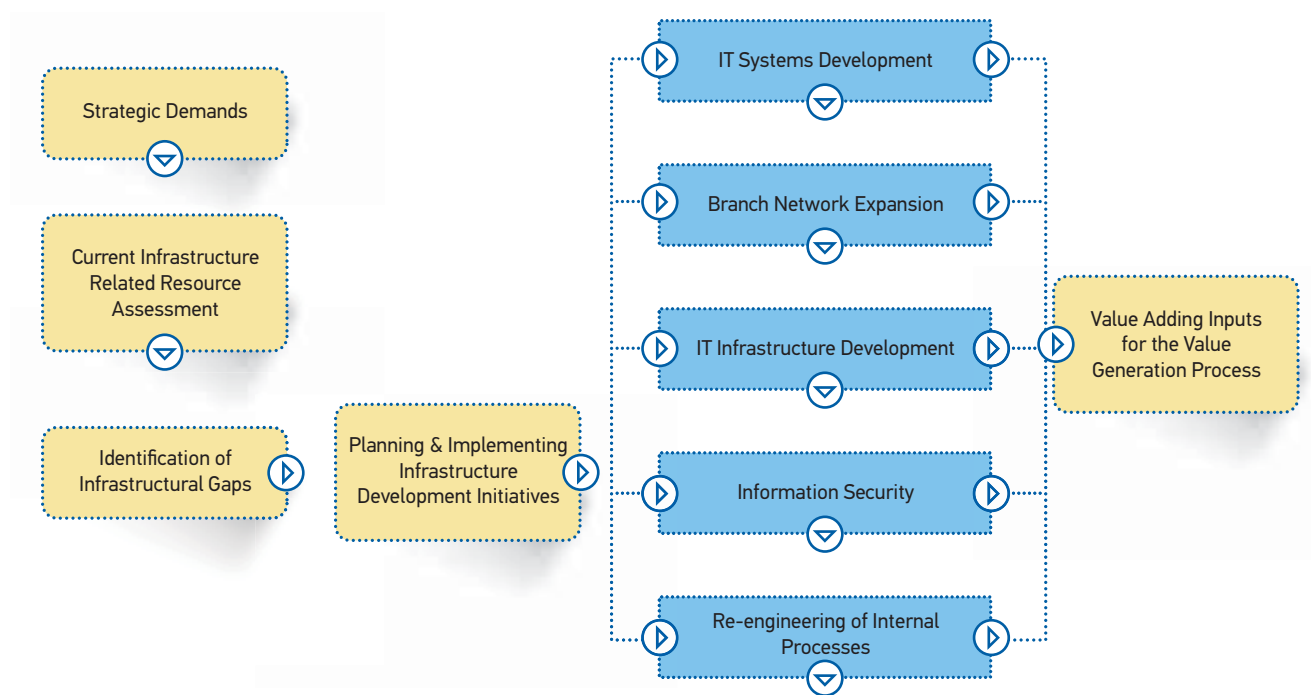 Strategic Demands
Current Infrastructure
Related Resource
Assessment
Identification of
Infrastructural Gaps
Planning & Implementing
Infrastructure
Development Initiatives
IT Systems Development
Branch Network Expansion
IT Infrastructure Development
Information Security
Re-engineering of Internal
Processes
Value Adding Inputs
for the Value
Generation Process